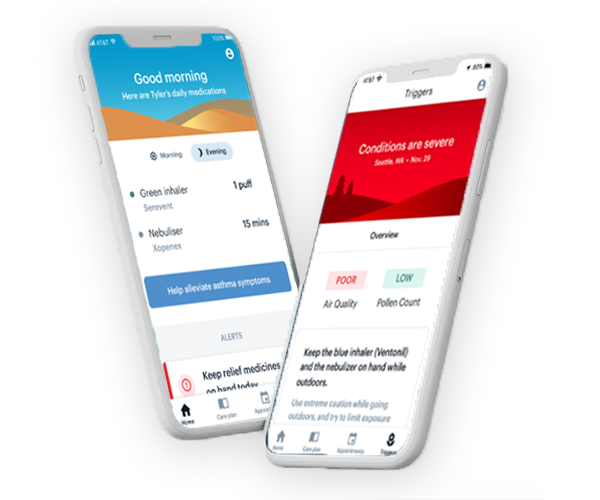 AT&T
100%
Good morning
Here are Tyler's daily medications
Morning
Evening
Green inhaler 1 puff
Serevent
Nebuliser 15 mins
Xopenex
Help alleviate asthma symptoms
ALERTS
Keep relief medicines
on hand today
Home
Care plan
AT&T
80%
Triggers
Conditions are severe
Seattle, WA • Nov. 29
Overview
POOR
LOW
Air Quality
Pollen Count
Keep the blue inhaler (Ventonil)
and the nebulizer on hand while
outdoors.
Use extreme caution while going
outdoors, and try to limit exposure
Home
Care plan
Appointments